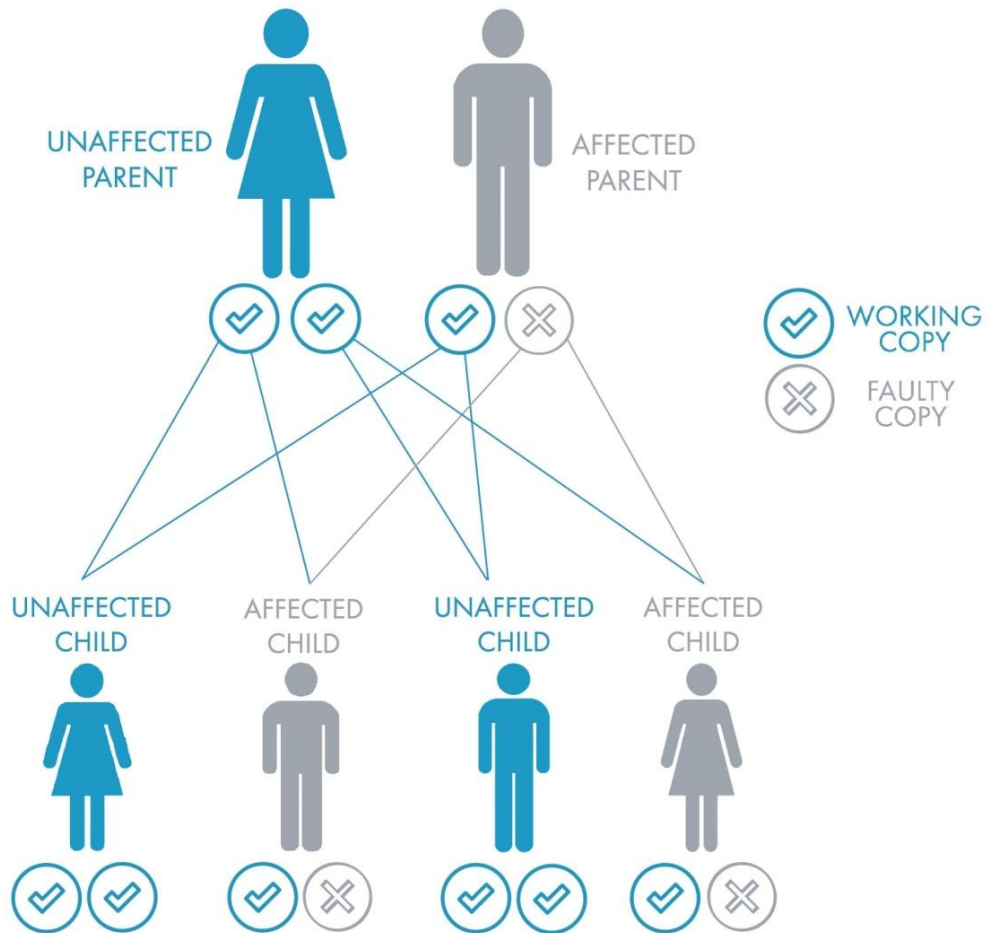 UNAFFECTED
PARENT
AFFECTED
PARENT
WORKING
COPY
FAULTY
COPY
UNAFFECTED
CHILD
AFFECTED
CHILD
UNAFFECTED
CHILD
AFFECTED
CHILD